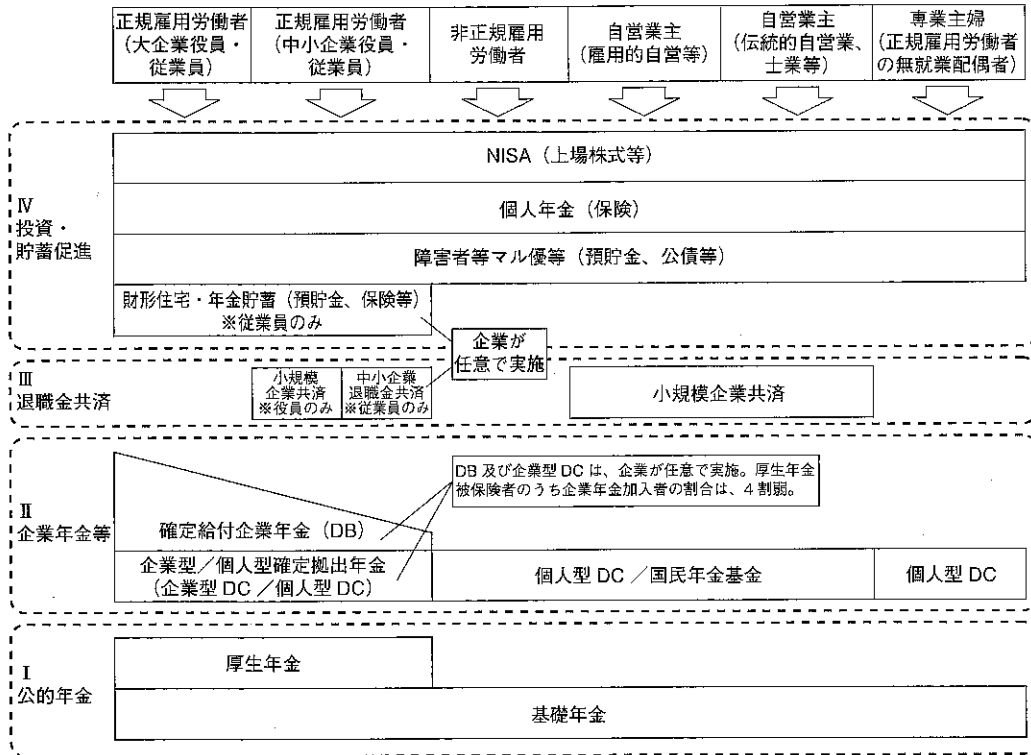 正規雇用労働者
(大企業役員・
従業員)
正規雇用労働者
(中小企業役員・
従業員)
非正規雇用
労働者
自営業主
(雇用的自営等)
自営業主
(伝統的自営業、
士業等)
専業主婦
(正規雇用労働者
の無就業配偶者)
Ⅳ
投資・
貯蓄促進
NISA(上場株式等)
個人年金(保険)
障害者等マル優等(預貯金、公債等)
財形住宅・年金貯蓄(預貯金、保険等)
※従業員のみ
企業が
任意で実施
Ⅲ
退職金共済
小規模
企業共済
※役員のみ
中小企業
退職金共済
※従業員のみ
小規模企業共済
Ⅱ
企業年金等
DB 及び企業型 DC は、企業が任意で実施。厚生年金
被保険者のうち企業年金加入者の割合は、4割弱。
確定給付企業年金(DB)
企業型/個人型確定拠出年金
(企業型 DC /個人型 DC)
個人型 DC /国民年金基金
個人型 DC
Ⅰ
公的年金
厚生年金
基礎年金